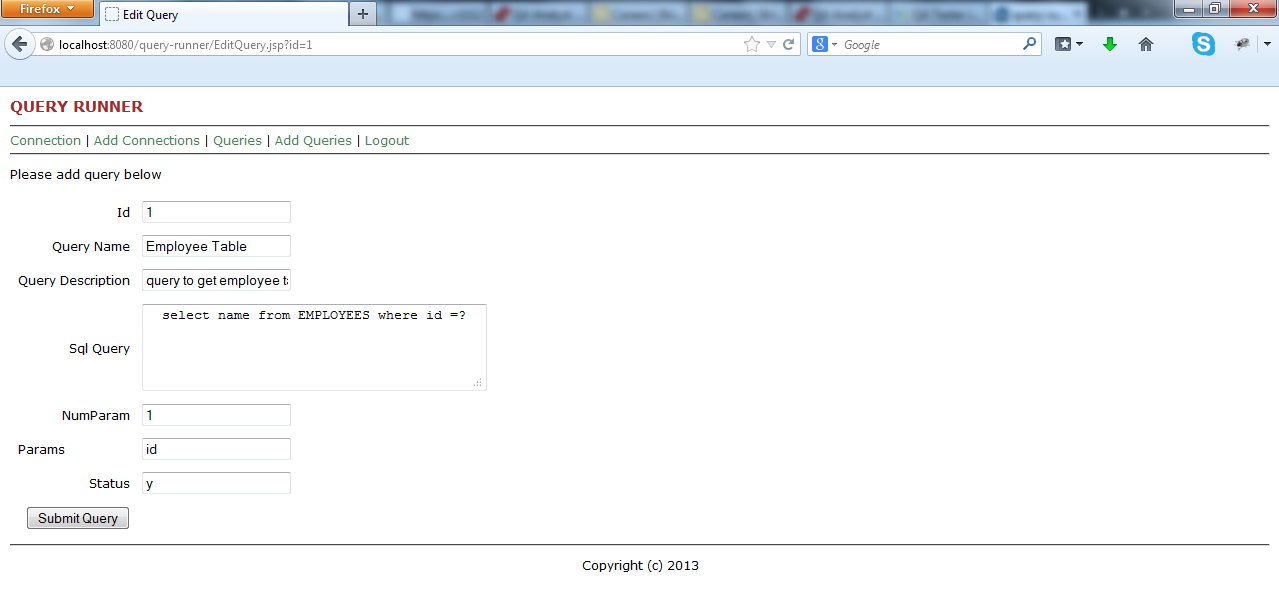 Firefox
Edit Query
localhost:8080/query-runner/EditQuery.jsp?id=1
Google
QUERY RUNNER
Connection | Add Connections | Queries | Add Queries | Logout
Please add query below
Id 1
Query Name Employee Table
Query Description query to get employee t
Sql Query select name from EMPLOYEES where id =?
NumParam 1
Params id
Status y
Submit Query
Copyright (c) 2013